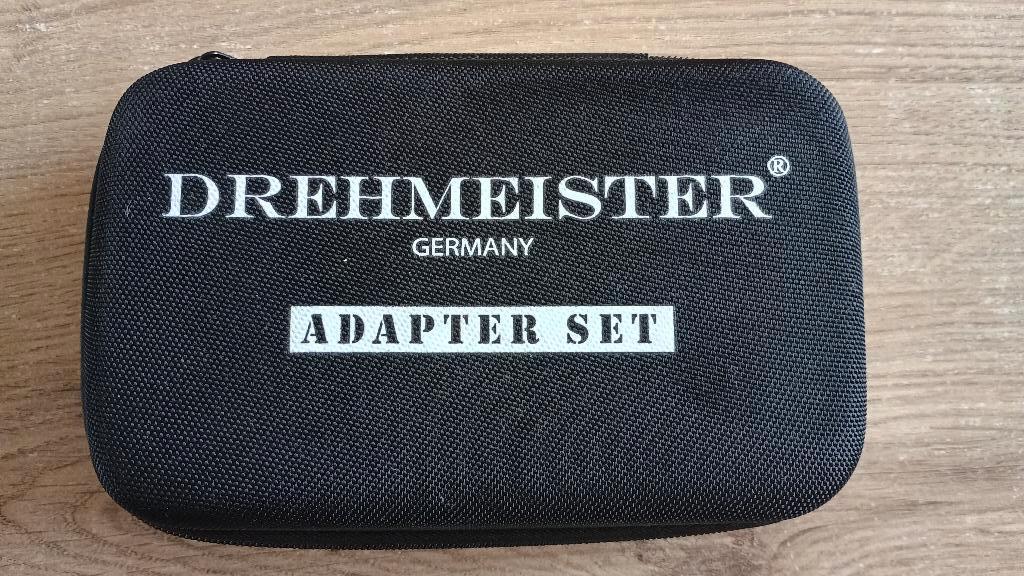 DREHMEISTER®
GERMANY
ADAPTER SET